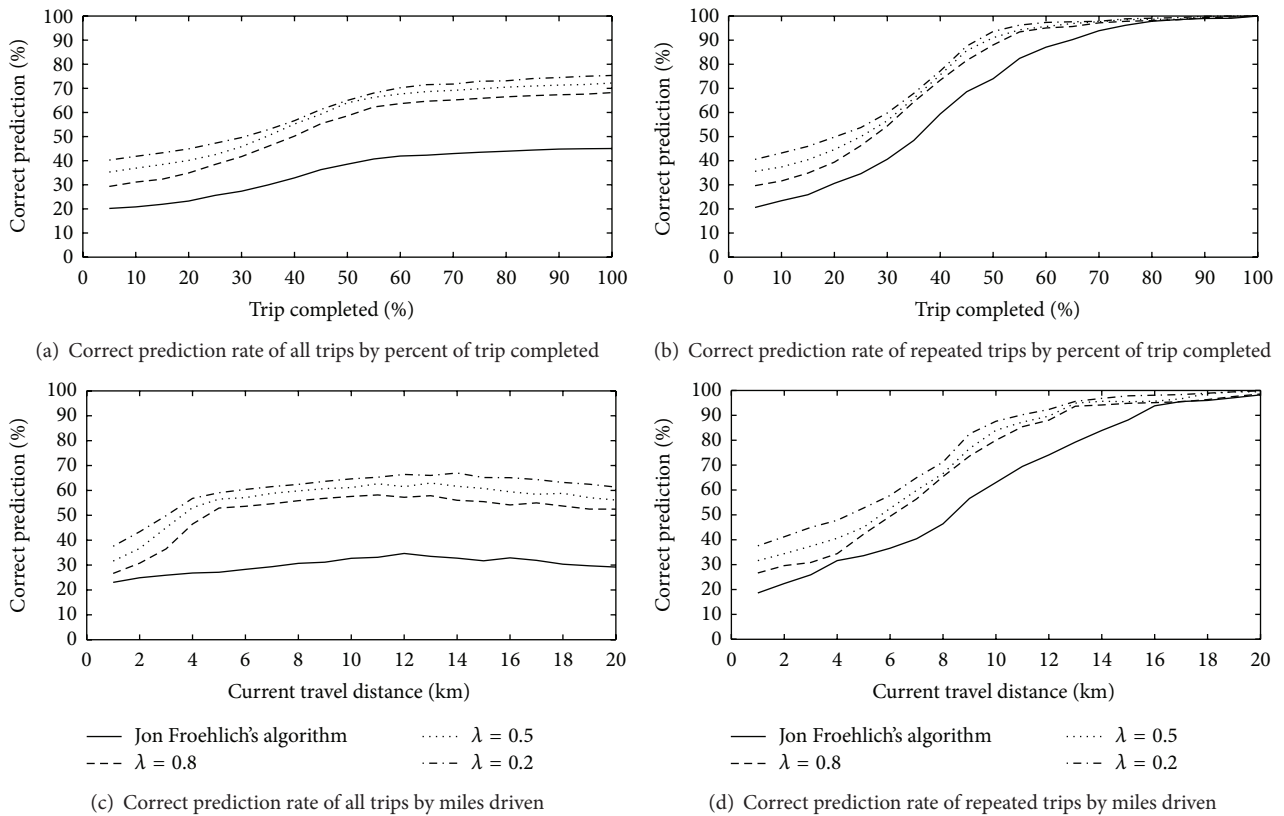 100
90
80
70
60
50
40
30
20
10
0
Correct prediction (%)
0 10 20 30 40 50 60 70 80 90 100
Trip completed (%)
(a) Correct prediction rate of all trips by percent of trip completed
100
90
80
70
60
50
40
30
20
10
0
Correct prediction (%)
0 10 20 30 40 50 60 70 80 90 100
Trip completed (%)
(b) Correct prediction rate of repeated trips by percent of trip completed
100
90
80
70
60
50
40
30
20
10
0
Correct prediction (%)
0 2 4 6 8 10 12 14 16 18 20
Current travel distance (km)
Jon Froehlich's algorithm
λ = 0.8
λ = 0.5
λ = 0.2
(c) Correct prediction rate of all trips by miles driven
100
90
80
70
60
50
40
30
20
10
0
Correct prediction (%)
0 2 4 6 8 10 12 14 16 18 20
Current travel distance (km)
Jon Froehlich's algorithm
λ = 0.8
λ = 0.5
λ = 0.2
(d) Correct prediction rate of repeated trips by miles driven